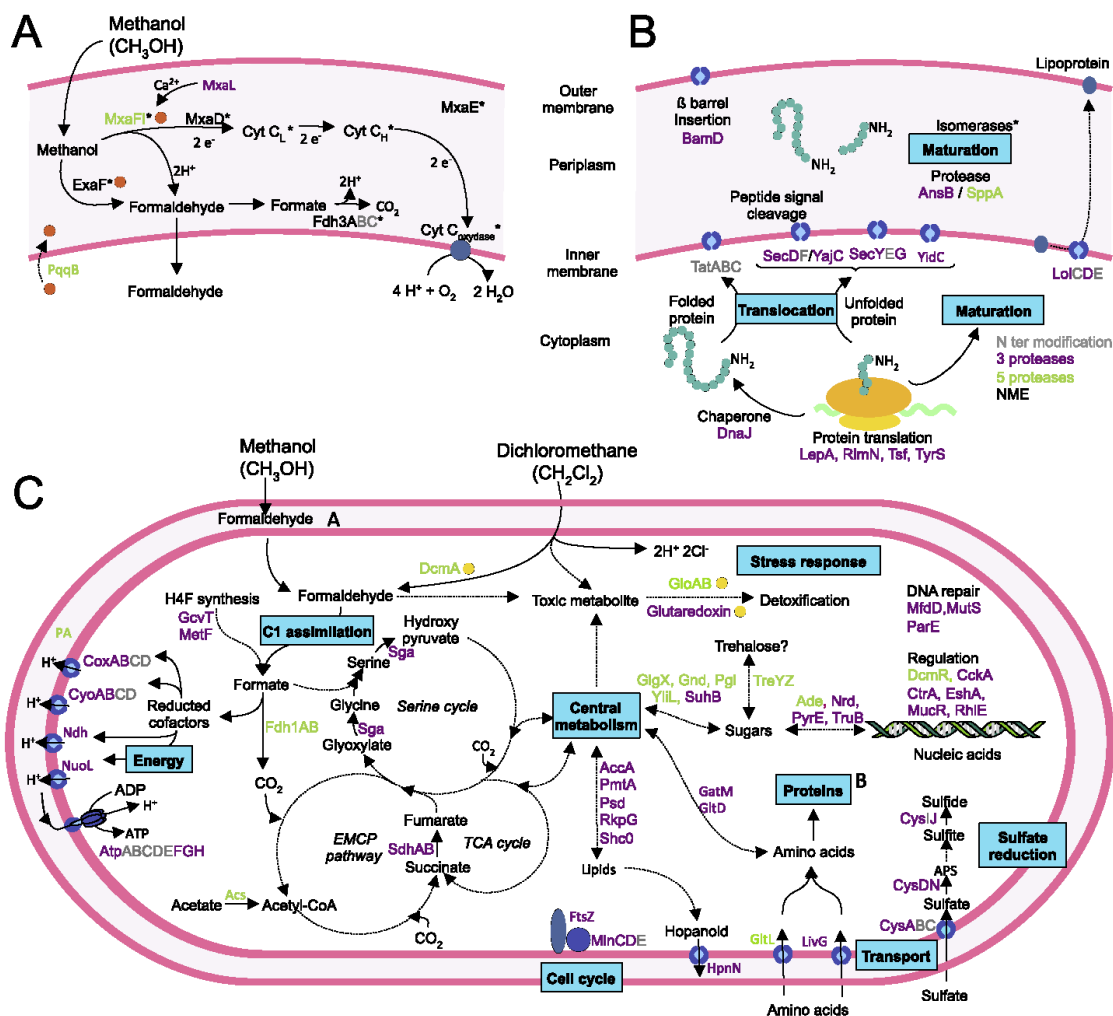 A
Methanol
(CH3OH)
Ca2+
MxaL
MxaFI*
MxaD*
2 e-
Cyt CL*
2 e-
Cyt CH*
MxaE*
Methanol
2H+
2 e-
ExaF*
Formaldehyde
Formate
2H+
CO2
Fdh3ABC*
Cyt Coxydase*
PqqB
Formaldehyde
4 H+ + O2
2 H2O
Outer
membrane
Periplasm
Inner
membrane
Cytoplasm
B
Lipoprotein
ß barrel
Insertion
BamD
NH2
NH2
Isomerases*
Maturation
Protease
AnsB / SppA
Peptide signal
cleavage
TatABC
SecDF/YajC
SecYEG
YidC
LolCDE
Folded
protein
Translocation
Unfolded
protein
Maturation
NH2
NH2
N ter modification
3 proteases
5 proteases
NME
Chaperone
DnaJ
Protein translation
LepA, RlmN, Tsf, TyrS
C
Methanol
(CH3OH)
Dichloromethane
(CH2Cl2)
Formaldehyde
A
2H+ 2Cl-
Stress response
DcmA
GloAB
H4F synthesis
GcvT
MetF
Formaldehyde
Toxic metabolite
Glutaredoxin
Detoxification
DNA repair
MfdD,MutS
ParE
C1 assimilation
Hydroxy
pyruvate
PA
Serine
Sga
Trehalose?
H+
CoxABCD
Formate
Glycine
Serine cycle
GlgX, Gnd, Pgl
YliL, SuhB
TreYZ
Regulation
DcmR, CckA
CtrA, EshA,
MucR, RhlE
H+
CyoABCD
Reducted
cofactors
Fdh1AB
Sga
Glyoxylate
Central
metabolism
Sugars
Ade, Nrd,
PyrE, TruB
Nucleic acids
H+
Ndh
Energy
CO2
H+
NuoL
ADP
H+
ATP
AtpABCDEFGH
CO2
AccA
PmtA
Psd
RkpG
Shc0
GatM
GltD
Proteins
B
Sulfide
CysIJ
Sulfite
Sulfate
reduction
APS
CysDN
Sulfate
CysABC
Fumarate
EMCP
pathway
SdhAB
TCA cycle
Succinate
Lipids
Amino acids
Acetate
Acs
Acetyl-CoA
CO2
FtsZ
MinCDE
Hopanoid
GltL
LivG
HpnN
Cell cycle
Transport
Amino acids
Sulfate